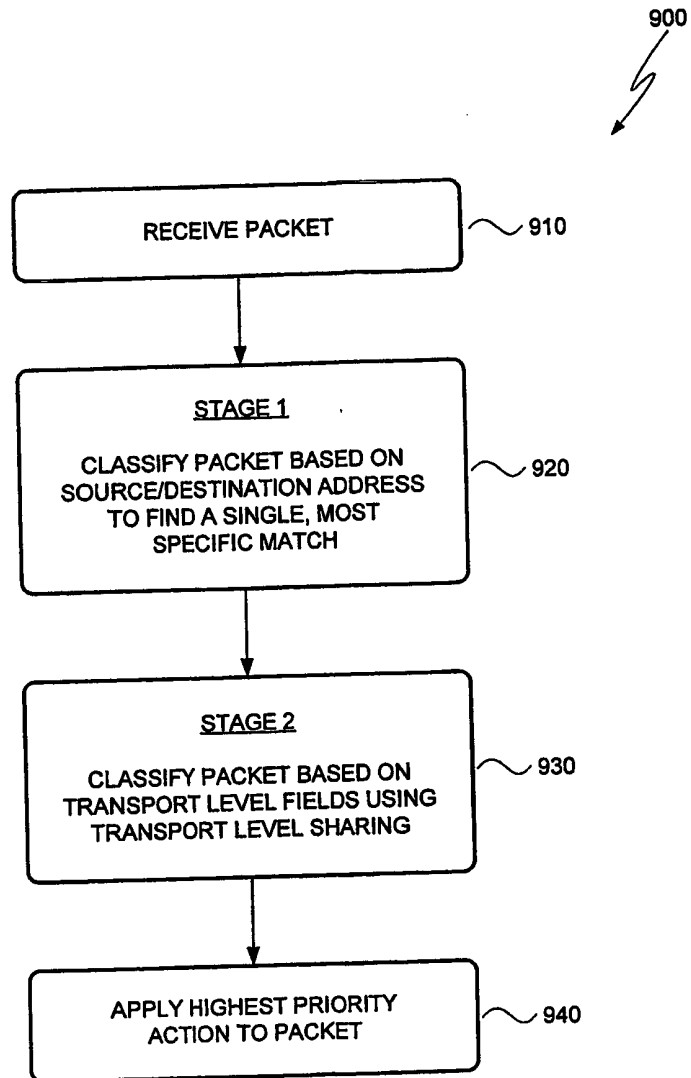 900
RECEIVE PACKET
910
STAGE 1
CLASSIFY PACKET BASED ON
SOURCE/DESTINATION ADDRESS
TO FIND A SINGLE, MOST
SPECIFIC MATCH
920
STAGE 2
CLASSIFY PACKET BASED ON
TRANSPORT LEVEL FIELDS USING
TRANSPORT LEVEL SHARING
930
APPLY HIGHEST PRIORITY
ACTION TO PACKET
940